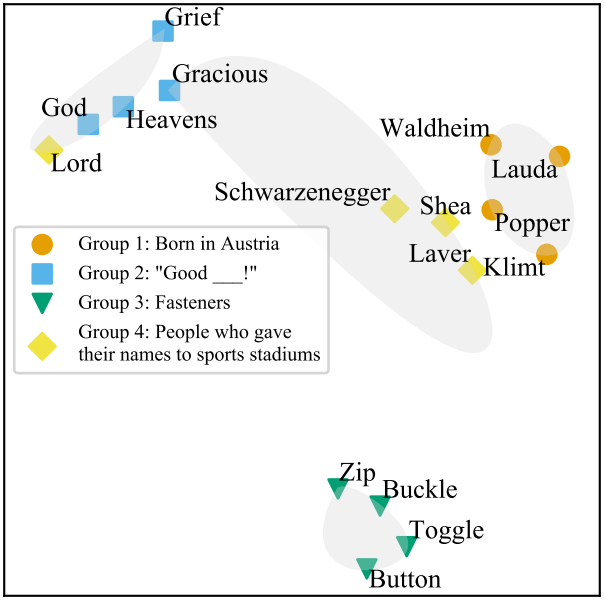 Grief
Gracious
God
Heavens
Lord
Waldheim
Lauda
Schwarzenegger
Shea
Popper
Laver
Klimt
Group 1: Born in Austria
Group 2: "Good ___!"
Group 3: Fasteners
Group 4: People who gave
their names to sports stadiums
Zip
Buckle
Toggle
Button